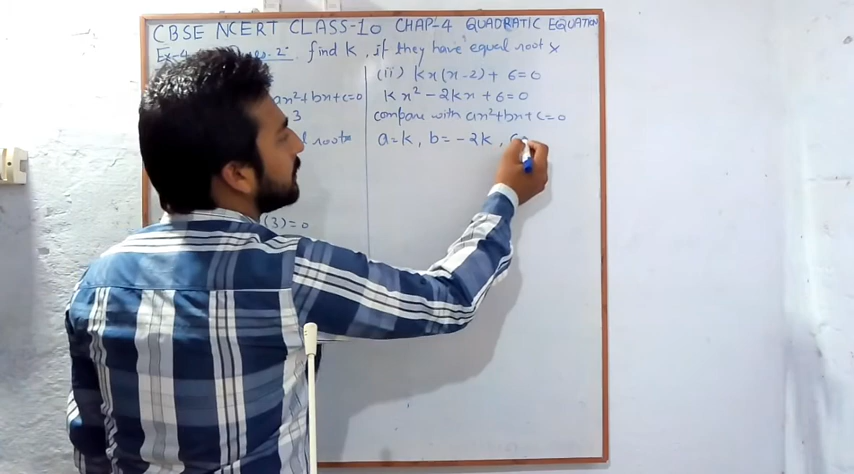 CBSE NCERT CLASS-10 CHAP-4 QUADRATIC EQUATION
Ex-4. Ques. 2: find k, if they have equal roots
ax²+bx+c=0
3
roots
(3)=0
(ii) kx(x-2)+6=0
kx²-2kx+6=0
compare with ax²+bx+c=0
a=k, b=-2k, c